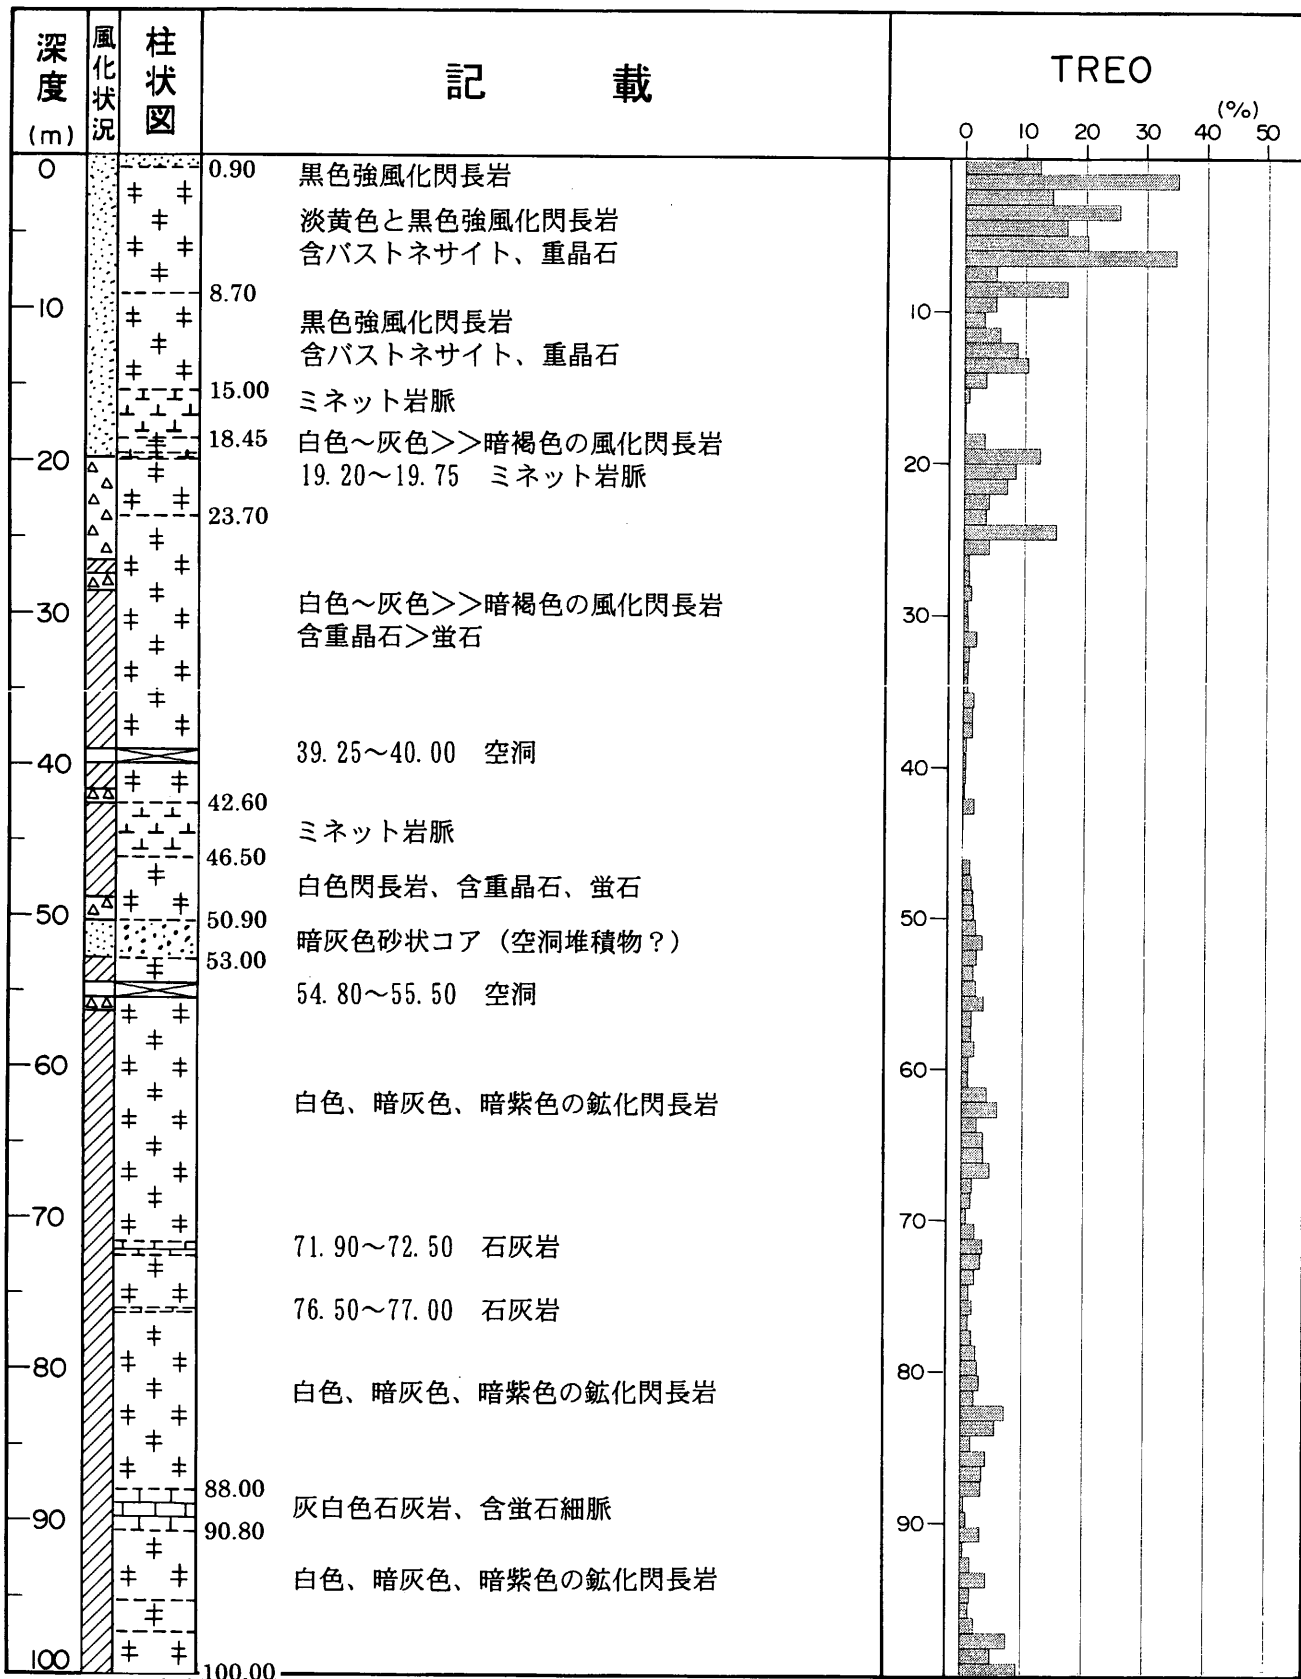 深度
(m)
風化状況
柱状図
記 載
TREO
(%)
0 10 20 30 40 50
0
10
20
30
40
50
60
70
80
90
100
0.90
黒色強風化閃長岩
淡黄色と黒色強風化閃長岩
含バストネサイト、重晶石
8.70
黒色強風化閃長岩
含バストネサイト、重晶石
15.00
ミネット岩脈
18.45
白色～灰色>>暗褐色の風化閃長岩
19.20～19.75 ミネット岩脈
23.70
白色～灰色>>暗褐色の風化閃長岩
含重晶石>蛍石
39.25～40.00 空洞
42.60
ミネット岩脈
46.50
白色閃長岩、含重晶石、蛍石
50.90
暗灰色砂状コア（空洞堆積物？）
53.00
54.80～55.50 空洞
白色、暗灰色、暗紫色の鉱化閃長岩
71.90～72.50 石灰岩
76.50～77.00 石灰岩
白色、暗灰色、暗紫色の鉱化閃長岩
88.00
灰白色石灰岩、含蛍石細脈
90.80
白色、暗灰色、暗紫色の鉱化閃長岩
100.00
10
20
30
40
50
60
70
80
90